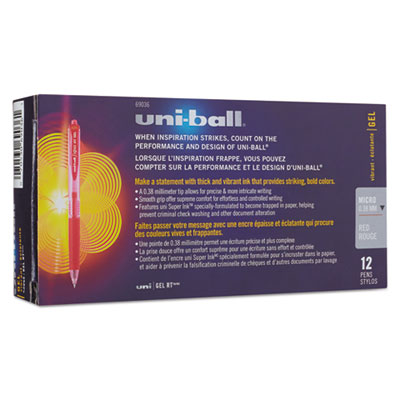 69036
uni-ball®
WHEN INSPIRATION STRIKES, COUNT ON THE
PERFORMANCE AND DESIGN OF UNI-BALL®
LORSQUE L'INSPIRATION FRAPPE, VOUS POUVEZ
COMPTER SUR LA PERFORMANCE ET LE DESIGN D'UNI-BALL®
Make a statement with thick and vibrant ink that provides striking, bold colors.
• A 0.38 millimeter tip allows for precise & more intricate writing
• Smooth grip offer supreme comfort for effortless and controlled writing
• Features uni Super Ink™ specially-formulated to become trapped into paper, helping
prevent criminal check washing and other document alteration
Faites passer votre message avec une encre épaisse et éclatante qui procure
des couleurs vives et frappantes.
• Une pointe de 0.38 millimètre permet une écriture précise et plus complexe
• La prise douce offre un confort suprême pour une écriture sans effort et contrôlée
• Contient de l'encre uni Super Ink™ spécialement formulée pour s'incruster dans le papier,
et aider à prévenir la falsification criminelle de chèques et d'autres documents par lavage
uni | GEL RT
vibrant · éclatante | GEL
MICRO
0.38 MM
RED
ROUGE
12
PENS
STYLOS